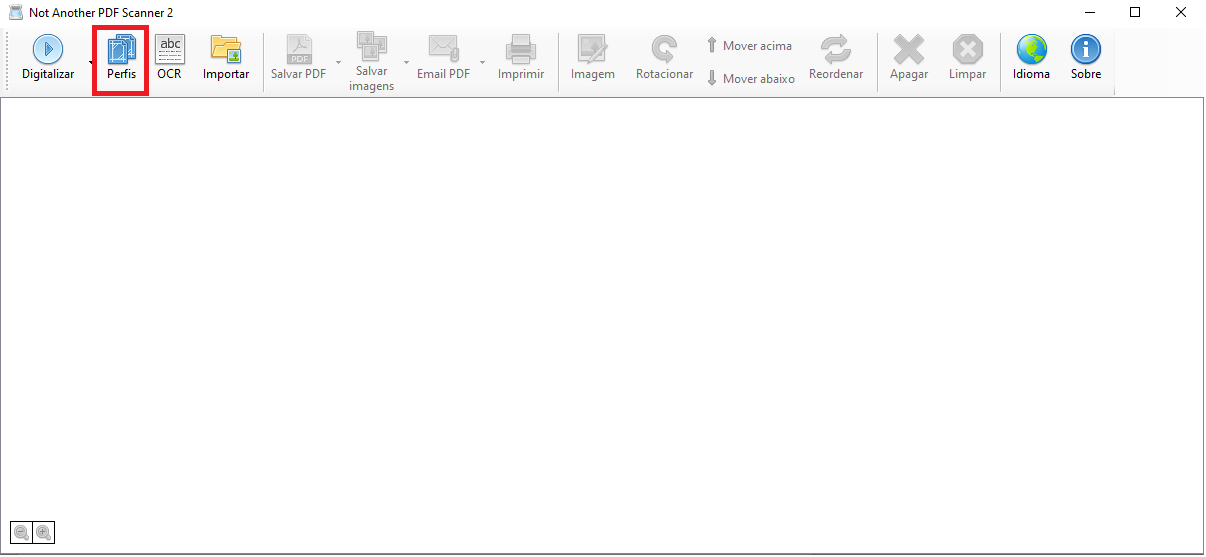 Not Another PDF Scanner 2
abc
PDF
Mover acima
Digitalizar
Perfis
OCR
Importar
Salvar PDF
Salvar
imagens
Email PDF
Imprimir
Imagem
Rotacionar
Mover abaixo
Reordenar
Apagar
Limpar
Idioma
Sobre